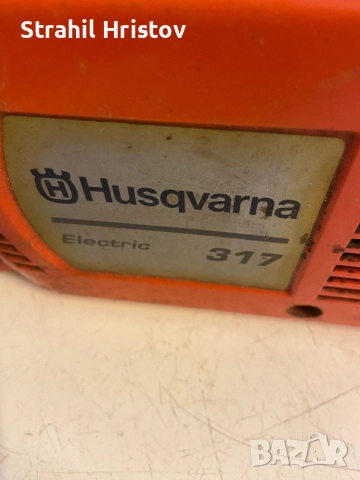 Strahil Hristov
Husqvarna
Electric 317
BAZAR